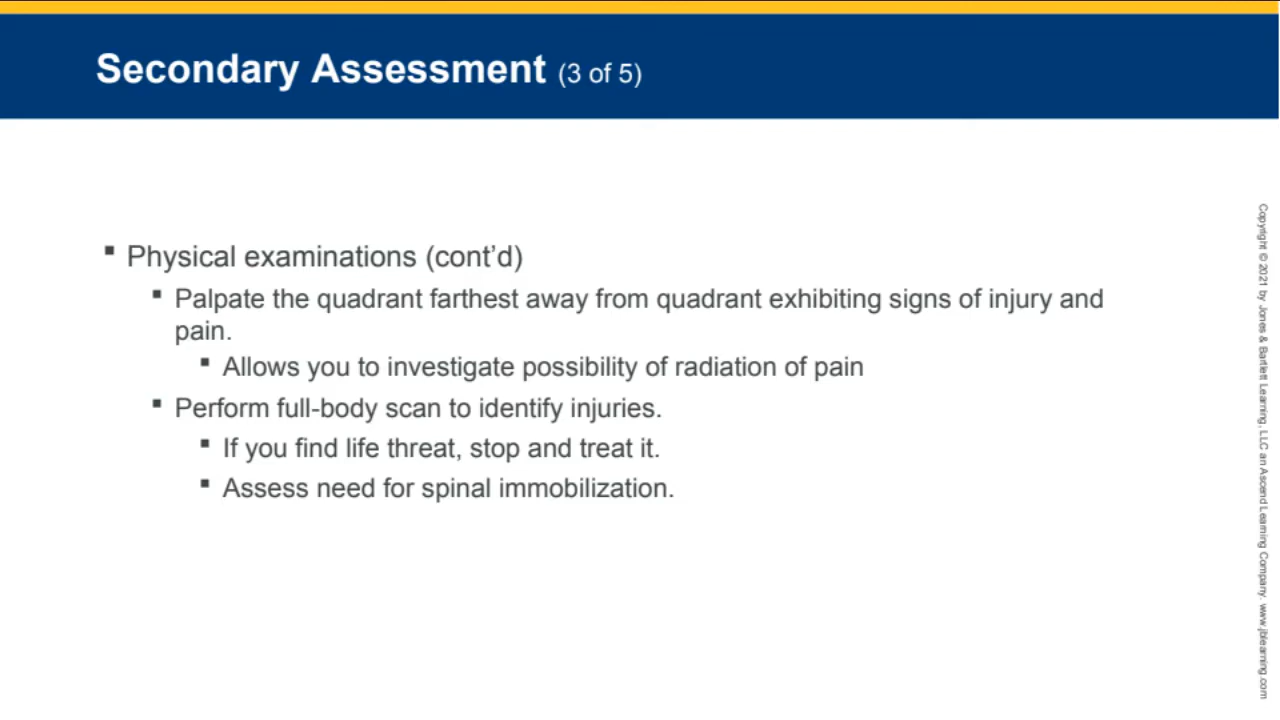 Secondary Assessment (3 of 5)
▪ Physical examinations (cont’d)
▪ Palpate the quadrant farthest away from quadrant exhibiting signs of injury and
pain.
▪ Allows you to investigate possibility of radiation of pain
▪ Perform full-body scan to identify injuries.
▪ If you find life threat, stop and treat it.
▪ Assess need for spinal immobilization.
Copyright © 2021 by Jones & Bartlett Learning, LLC an Ascend Learning Company. www.jblearning.com